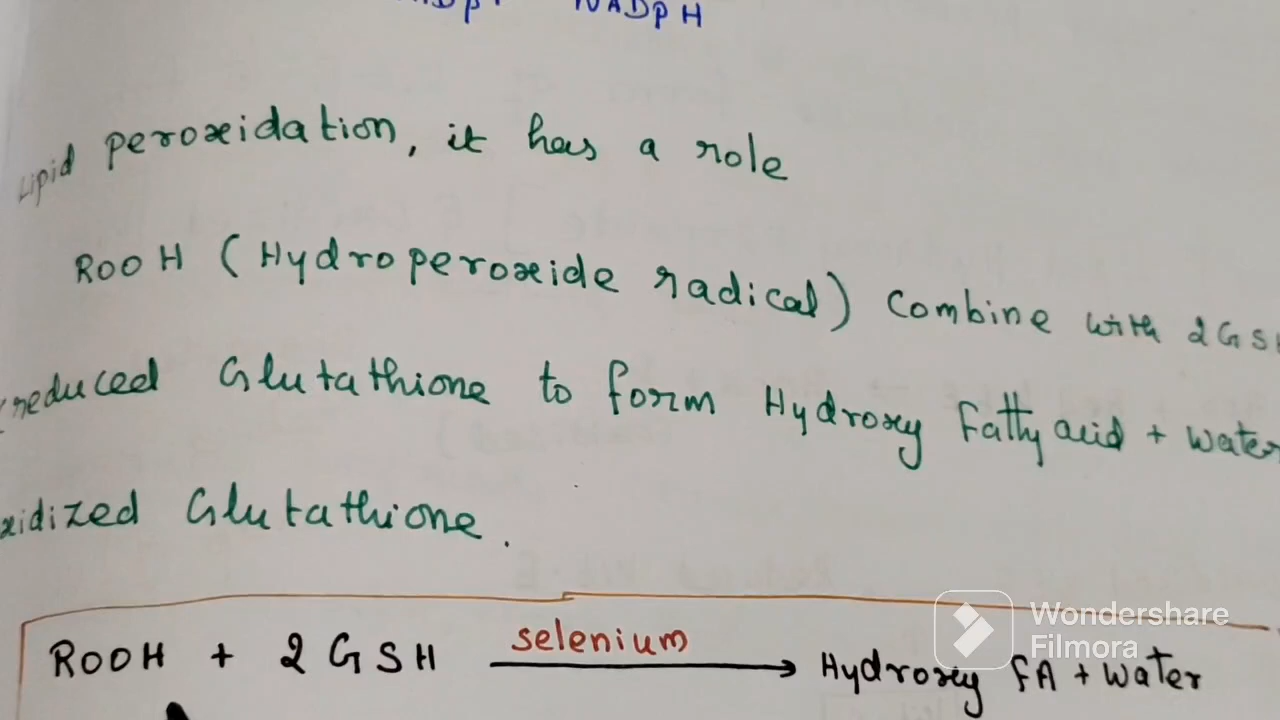 NADPH
Lipid peroxidation, it has a role
ROOH (Hydroperoxide radical) Combine with 2GS
reduced Glutathione to form Hydroxy Fatty acid + water
xidized Glutathione.
ROOH + 2GSH selenium Hydroxy FA + water
Wondershare
Filmora